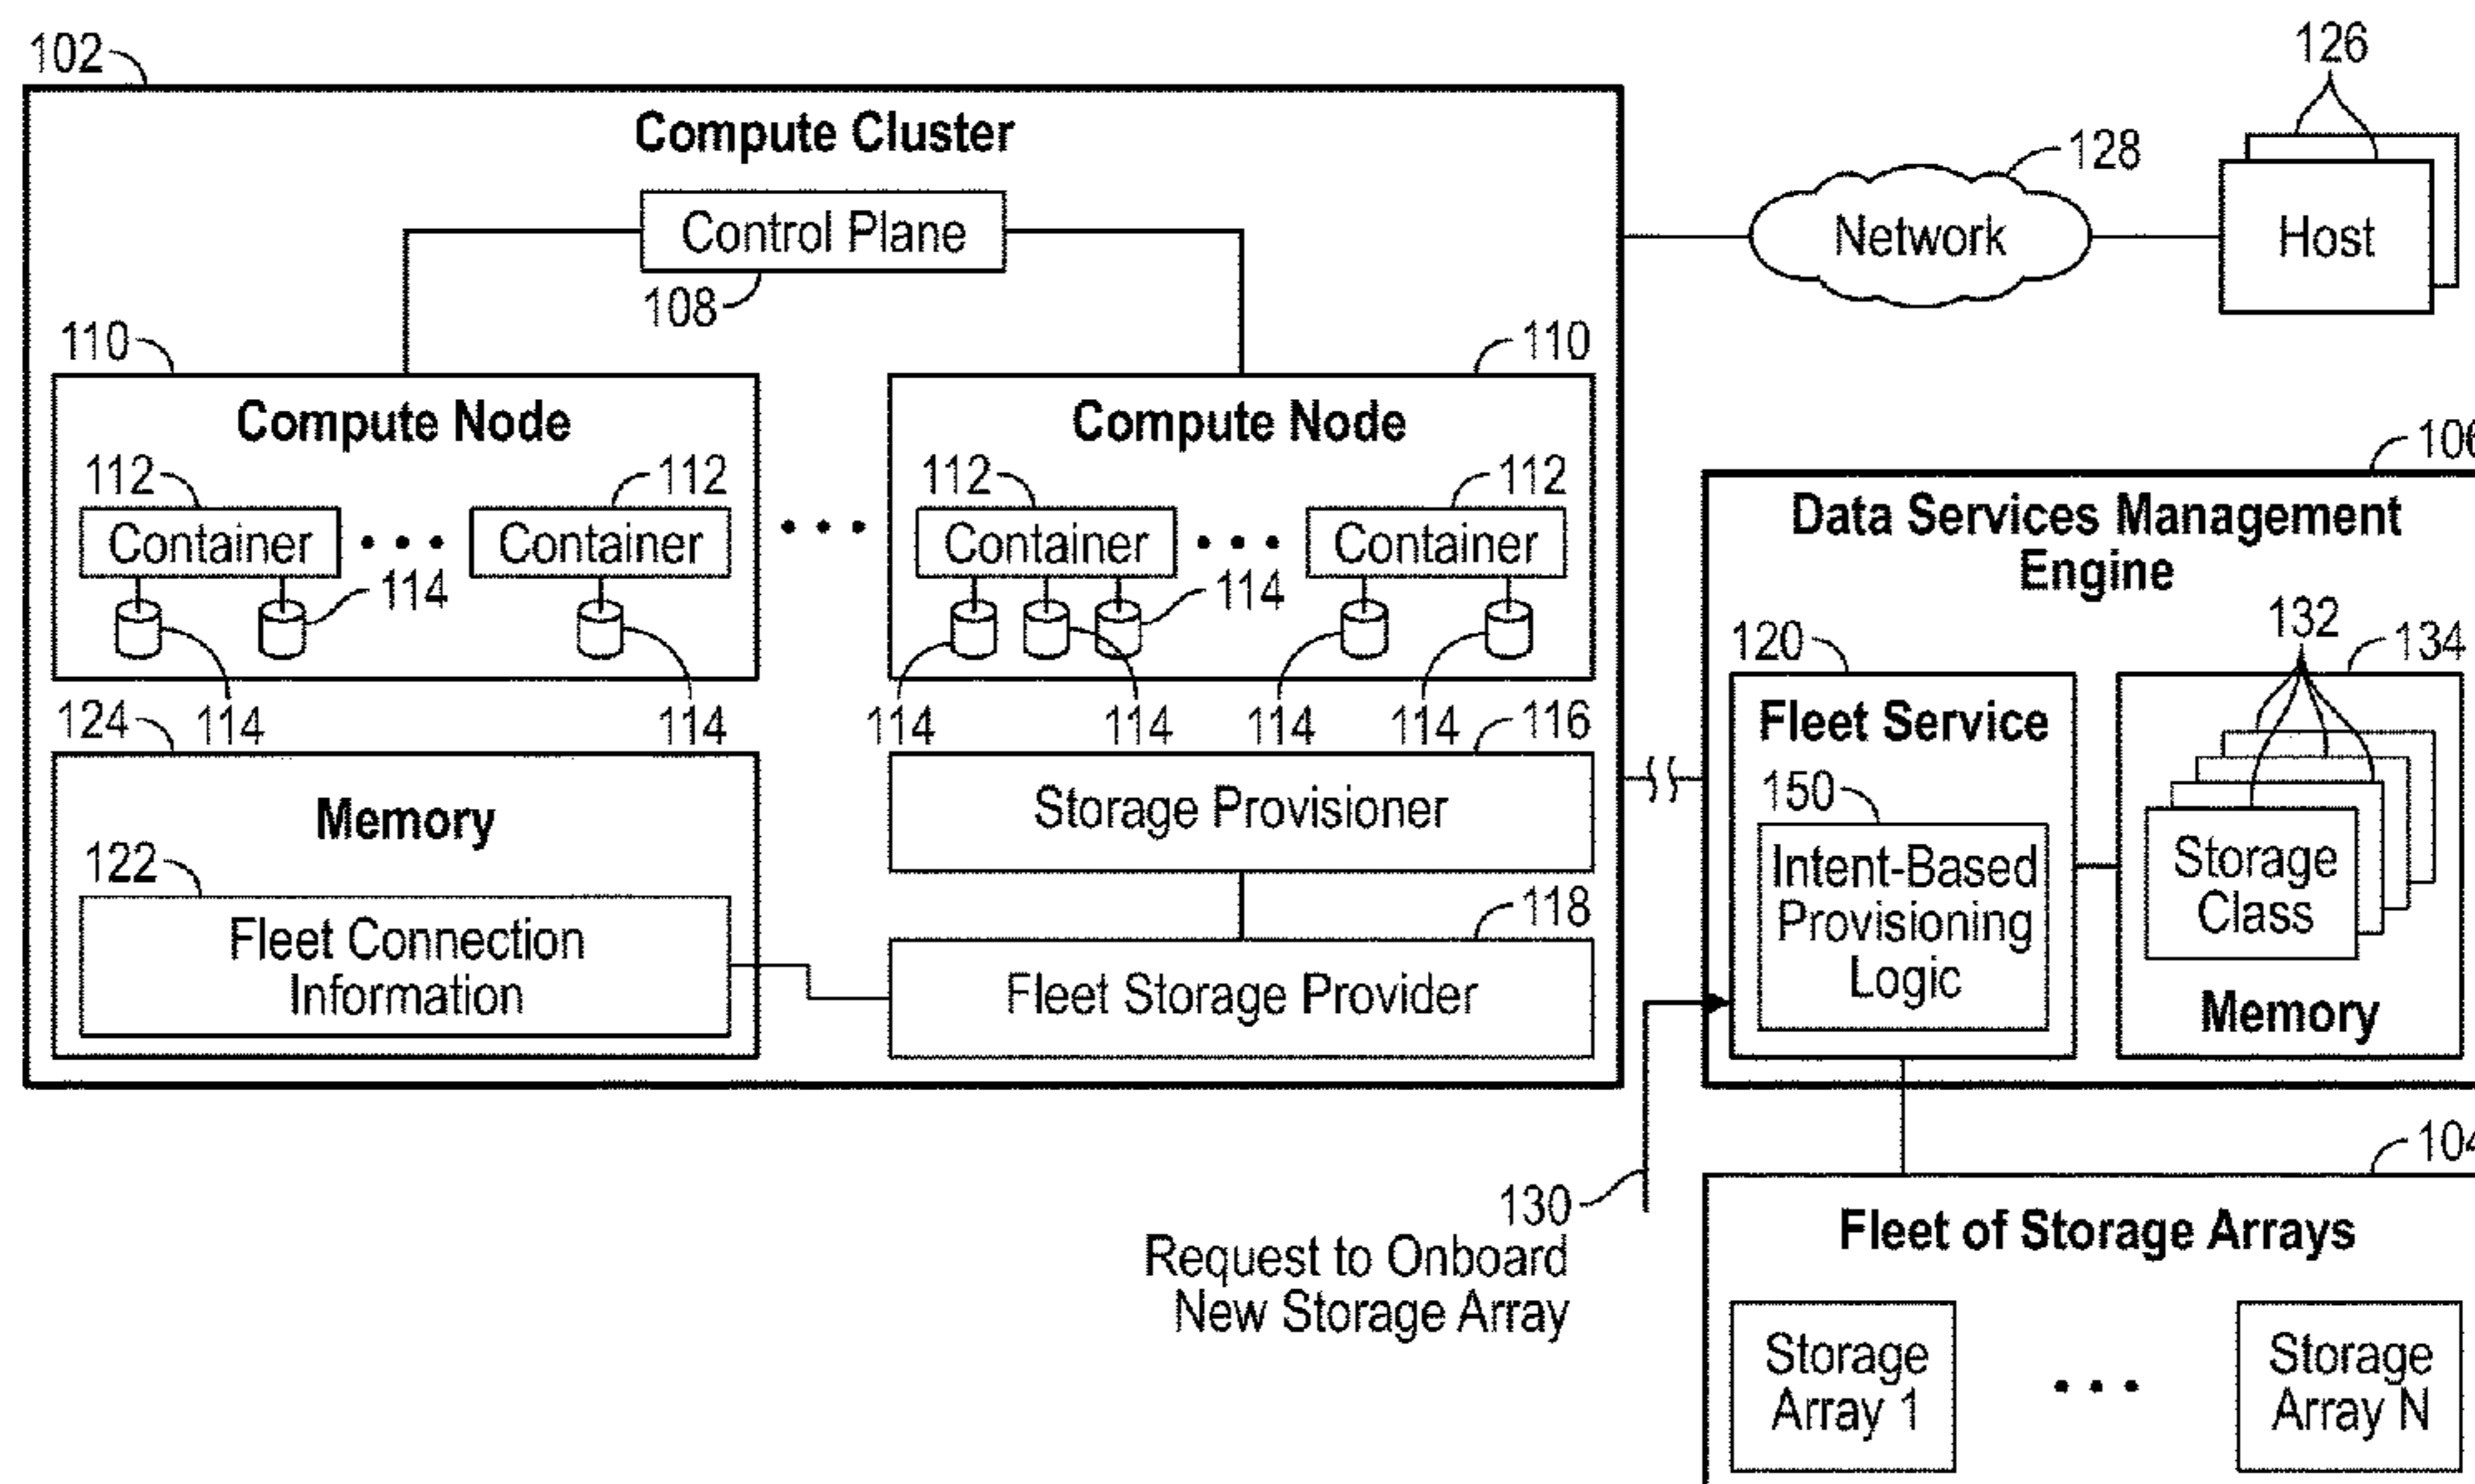 102
126
Compute Cluster
128
Control Plane
Network
Host
108
110
110
Compute Node
Compute Node
106
112
112
112
112
Data Services Management
Engine
Container
Container
Container
Container
114
114
132
120
134
114
114
114
114
114
114
124
116
Fleet Service
Memory
Storage Provisioner
150
Storage
Class
122
Intent-Based
Provisioning
Logic
118
Fleet Connection
Information
Fleet Storage Provider
Memory
104
130
Request to Onboard
New Storage Array
Fleet of Storage Arrays
Storage
Array 1
Storage
Array N